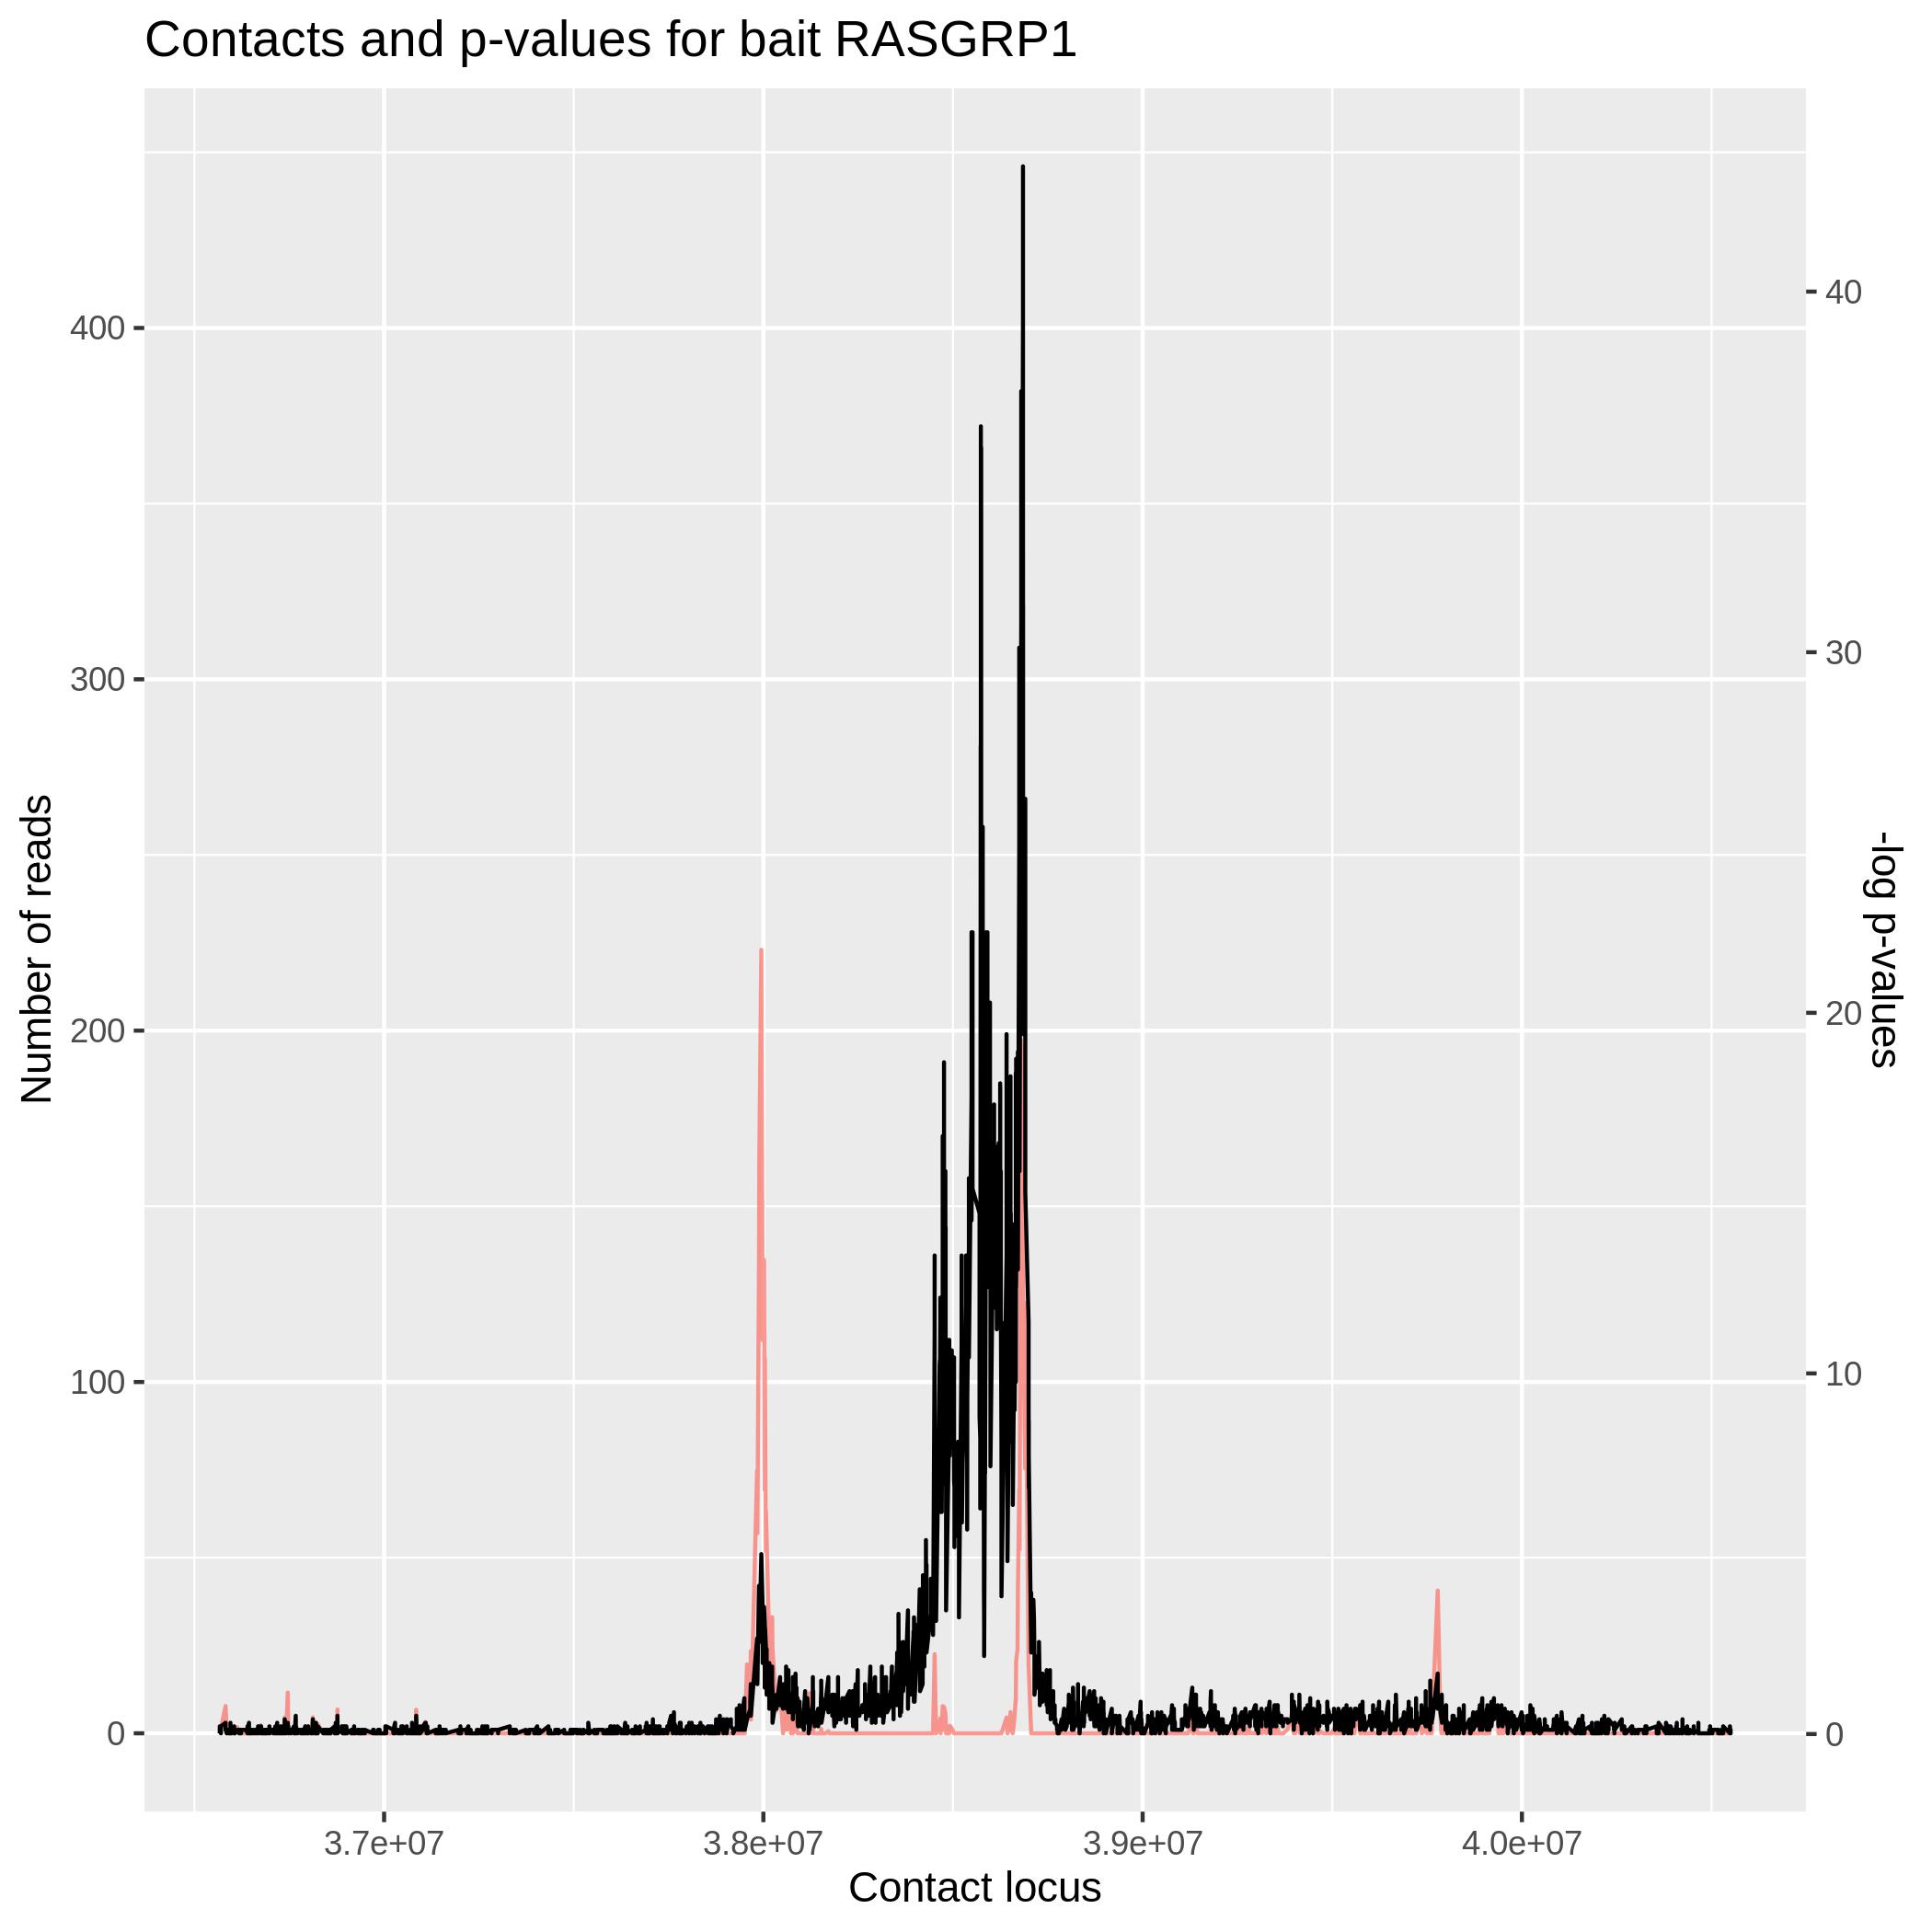 Contacts and p-values for bait RASGRP1
Number of reads
400
300
200
100
0
40
30
20
10
0
-log p-values
3.7e+07
3.8e+07
3.9e+07
4.0e+07
Contact locus